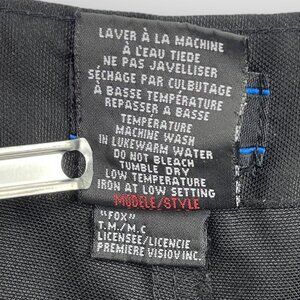 LAVER À LA MACHINE
À L'EAU TIEDE
NE PAS JAVELLISER
SÉCHAGE PAR CULBUTAGE
À BASSE TEMPÉRATURE
REPASSER A BASSE
TEMPÉRATURE
MACHINE WASH
IN LUKEWARM WATER
DO NOT BLEACH
TUMBLE DRY
LOW TEMPERATURE
IRON AT LOW SETTING
MODÈLE/STYLE
"FOX"
T.M./M.C
LICENSEE/LICENCIE
PREMIERE VISIOV INC.